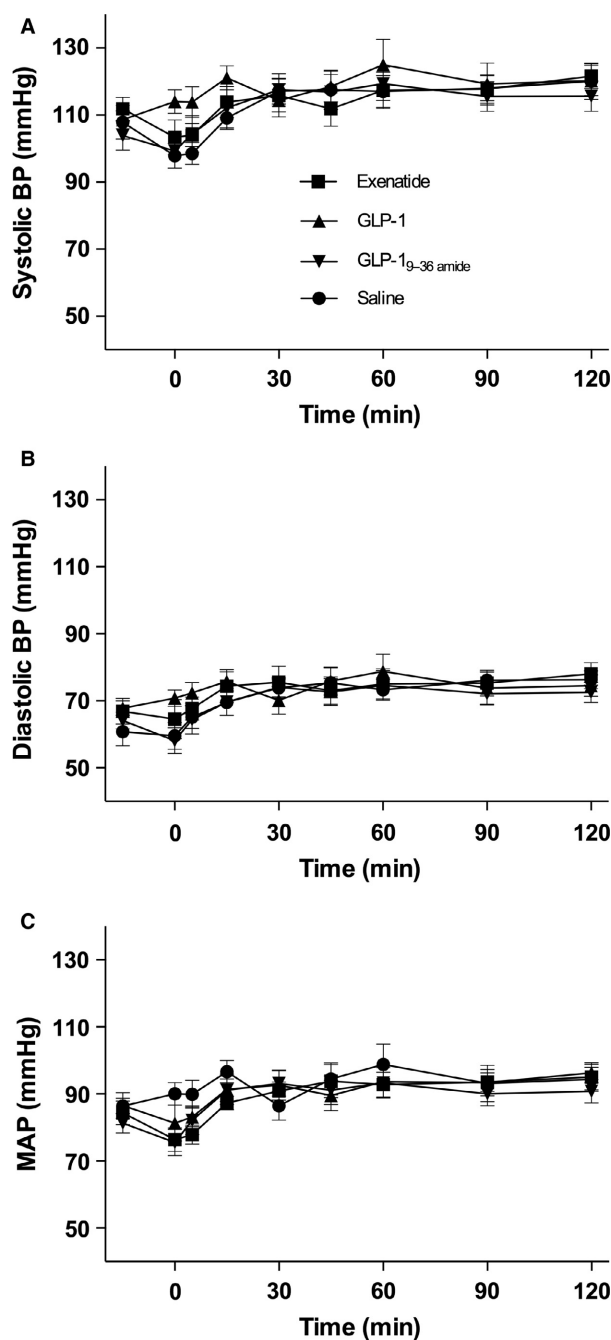 A
Systolic BP (mmHg)
130
110
90
70
50
Exenatide
GLP-1
GLP-1₉₋₃₆ ₐₘᵢdₑ
Saline
0 30 60 90 120
Time (min)
B
Diastolic BP (mmHg)
130
110
90
70
50
0 30 60 90 120
Time (min)
C
MAP (mmHg)
130
110
90
70
50
0 30 60 90 120
Time (min)